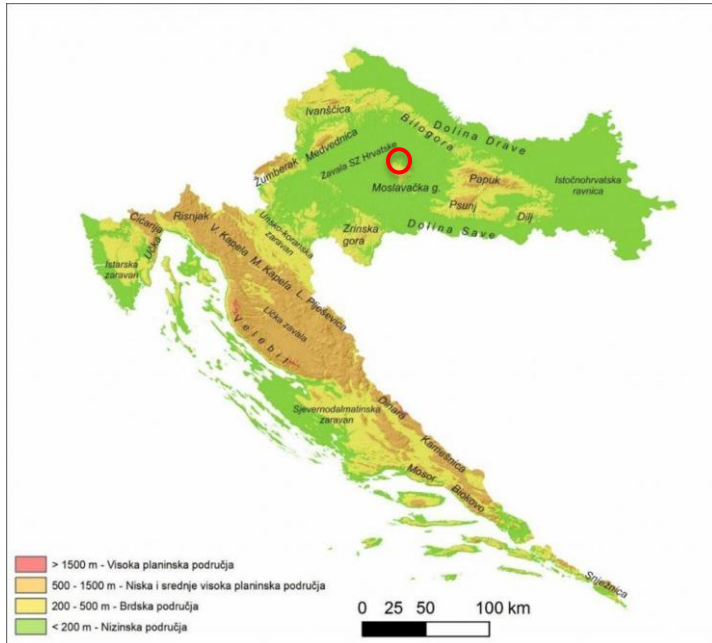 Ivanščica
Medvednica
Žumberak
Zavala SZ Hrvatske
Bilogora
Dolina Drave
Moslavačka g.
Papuk
Istočnohrvatska
ravnica
Psunj
Dilj
Dolina Save
Zrinska
gora
Unsko-koranska
zaravan
Ćićarija
Učka
Risnjak
Istarska
zaravan
V. Kapela
M. Kapela
L. Plješevica
Lička zavala
Velebit
Sjevernodalmatinska
zaravan
Dinara
Kamešnica
Mosor
Biokovo
Snježnica
> 1500 m - Visoka planinska područja
500 - 1500 m - Niska i srednje visoka planinska područja
200 - 500 m - Brdska područja
< 200 m - Nizinska područja
0 25 50 100 km